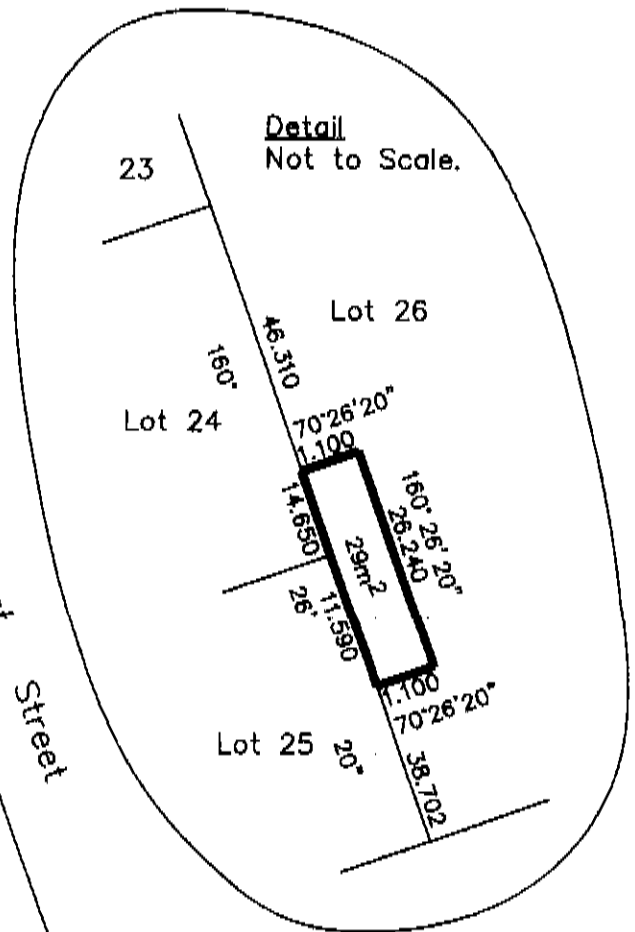 Detail
Not to Scale.
23
Lot 26
46.310
160°
Lot 24
70°26'20"
1.100
14.650
160° 26' 20"
26.240
29m²
26'
11.590
1.100
70°26'20"
Street
Lot 25
20"
38.702